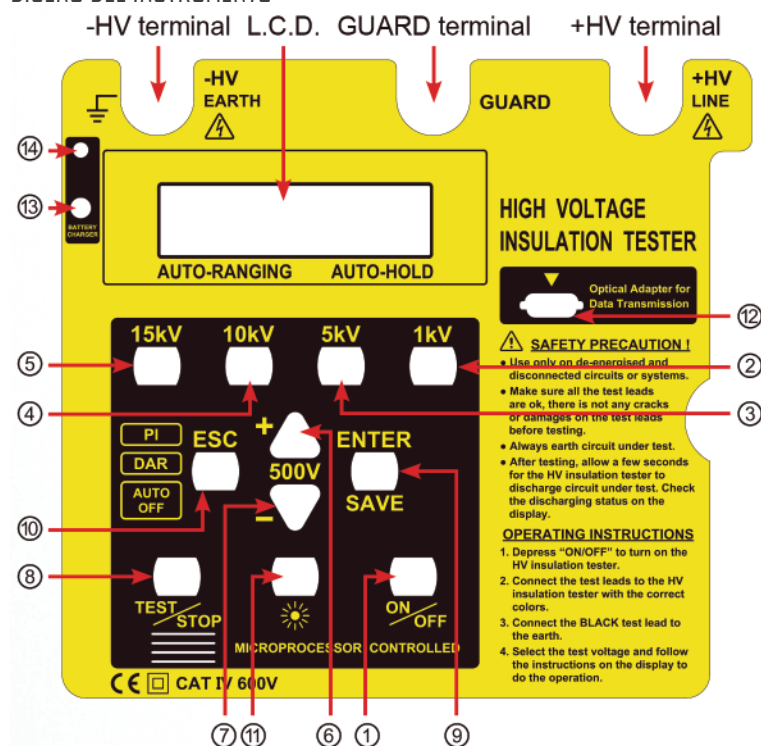 -HV terminal L.C.D. GUARD terminal +HV terminal
-HV
EARTH
GUARD
+HV
LINE
⑭
⑬
BATTERY
CHARGER
AUTO-RANGING AUTO-HOLD
HIGH VOLTAGE
INSULATION TESTER
Optical Adapter for
Data Transmission
⑫
15kV 10kV 5kV 1kV
⑤
②
④
③
PI
DAR
AUTO
OFF
ESC
+
500V
−
ENTER
SAVE
⑩
⑧
TEST/STOP
ON/OFF
MICROPROCESSOR CONTROLLED
CE CAT IV 600V
SAFETY PRECAUTION !
• Use only on de-energised and
disconnected circuits or systems.
• Make sure all the test leads
are ok, there is not any cracks
or damages on the test leads
before testing.
• Always earth circuit under test.
• After testing, allow a few seconds
for the HV insulation tester to
discharge circuit under test. Check
the discharging status on the
display.
OPERATING INSTRUCTIONS
1. Depress “ON/OFF” to turn on the
HV insulation tester.
2. Connect the test leads to the HV
insulation tester with the correct
colors.
3. Connect the BLACK test lead to
the earth.
4. Select the test voltage and follow
the instructions on the display to
do the operation.
⑦ ⑪ ⑥ ① ⑨